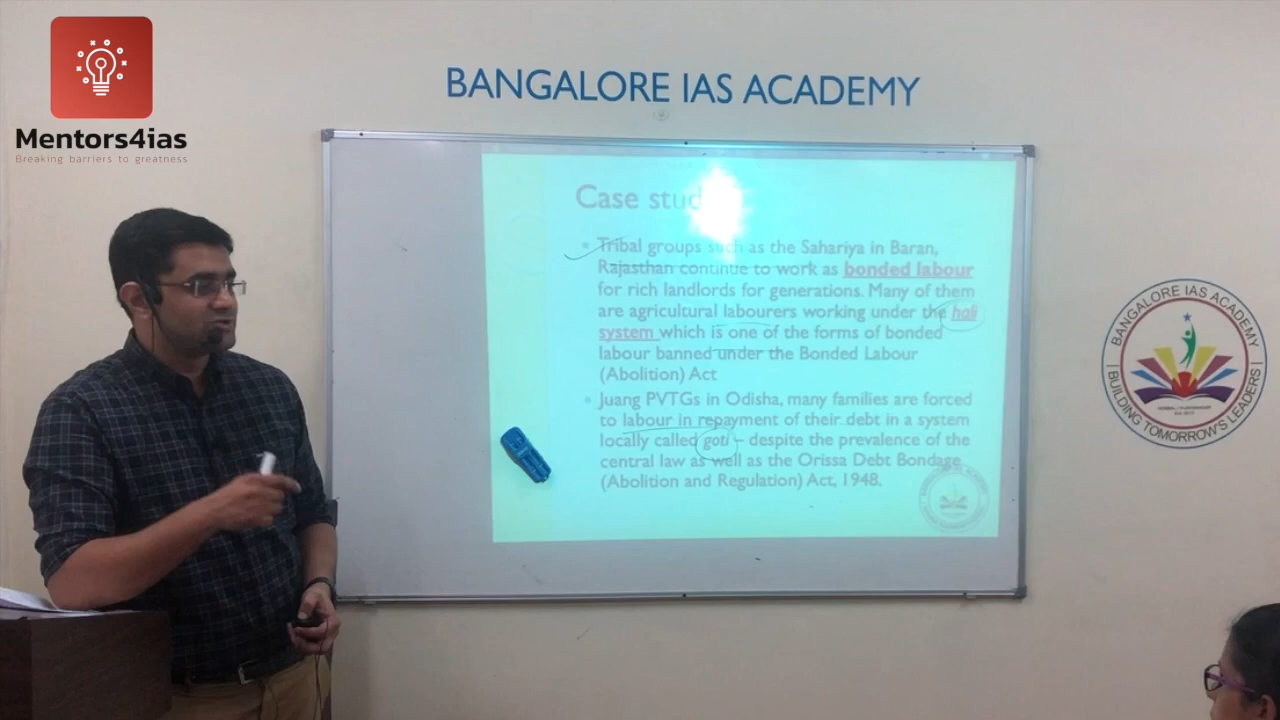 Mentors4ias
Breaking barriers to greatness
BANGALORE IAS ACADEMY
Case stud
Tribal groups such as the Sahariya in Baran,
Rajasthan continue to work as bonded labour
for rich landlords for generations. Many of them
are agricultural labourers working under the hali
system which is one of the forms of bonded
labour banned under the Bonded Labour
(Abolition) Act
Juang PVTGs in Odisha, many families are forced
to labour in repayment of their debt in a system
locally called goti – despite the prevalence of the
central law as well as the Orissa Debt Bondage
(Abolition and Regulation) Act, 1948.
BANGALORE IAS ACADEMY
| BUILDING TOMORROW'S LEADERS |